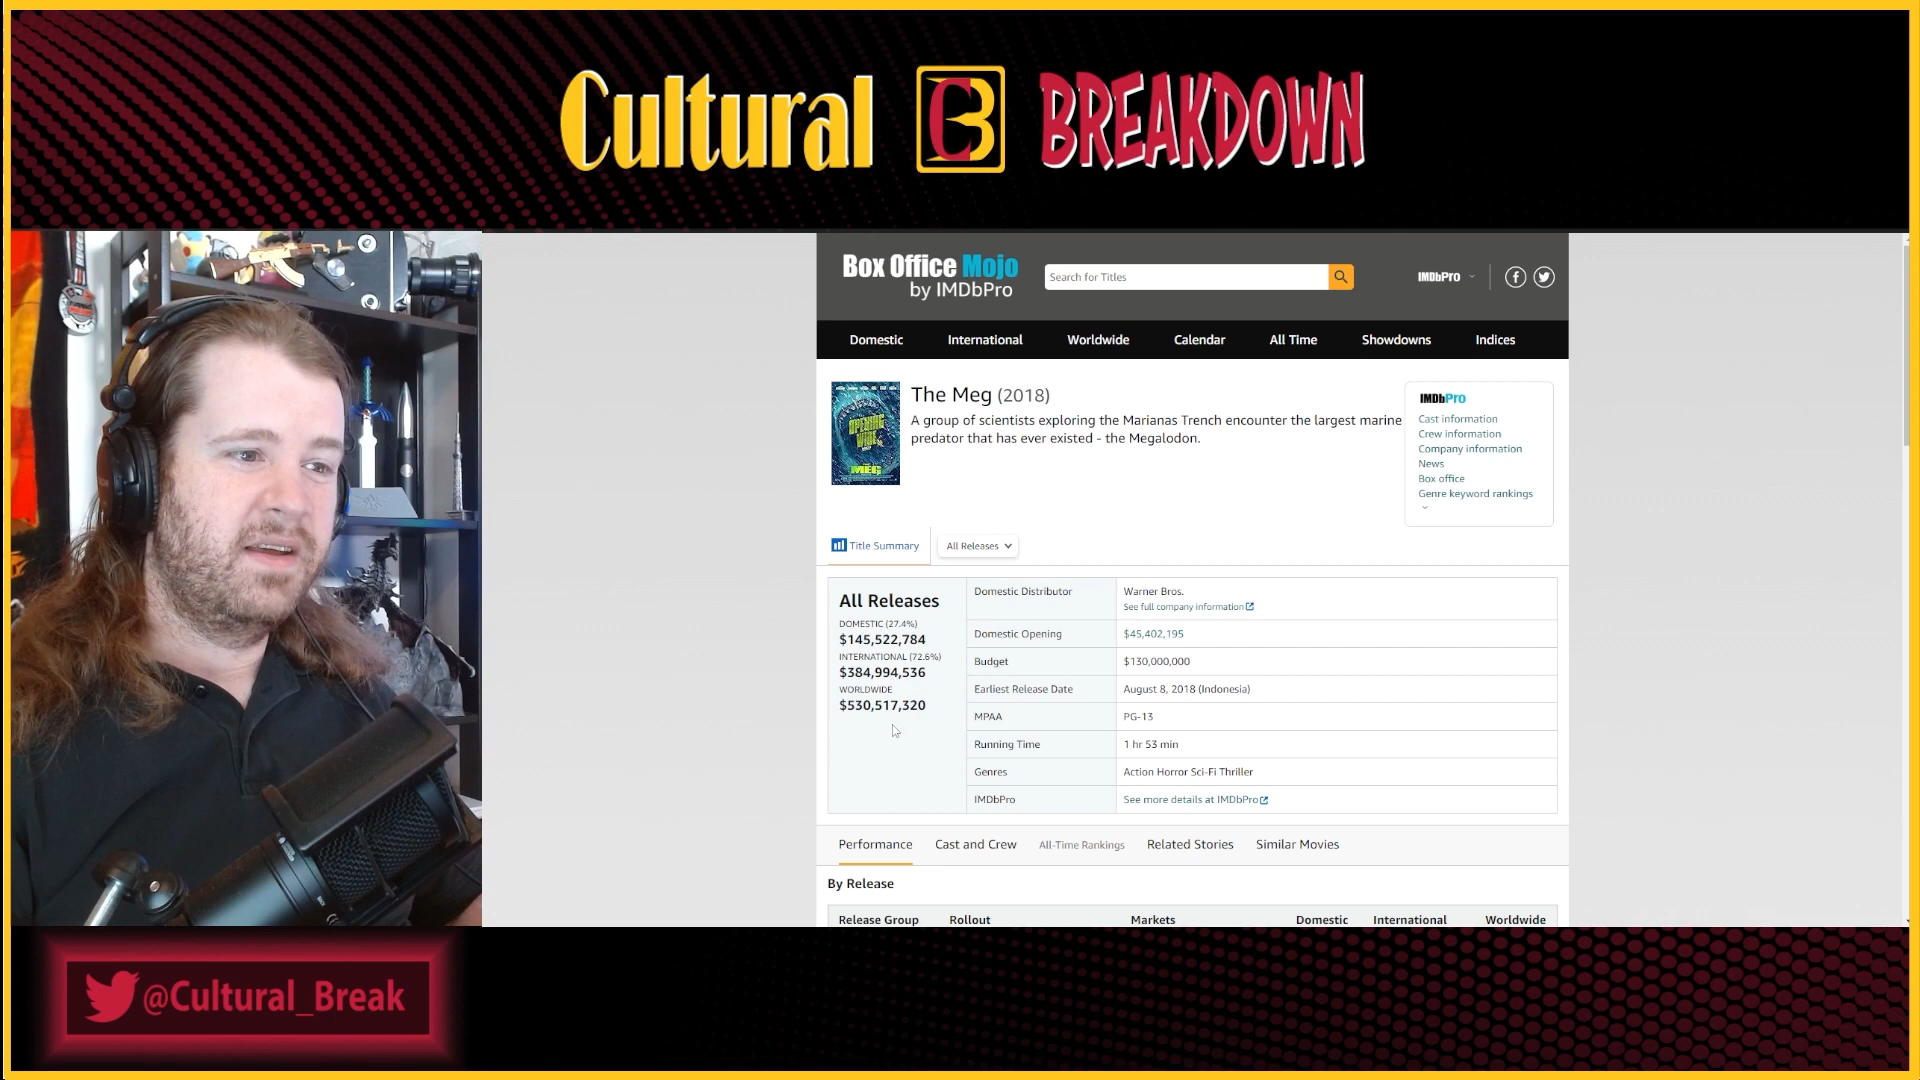 Cultural CB BREAKDOWN
Box Office Mojo
by IMDbPro
Search for Titles
IMDbPro
Domestic International Worldwide Calendar All Time Showdowns Indices
The Meg (2018)
A group of scientists exploring the Marianas Trench encounter the largest marine
predator that has ever existed - the Megalodon.
OPENING
WIDE
MEG
IMDbPro
Cast information
Crew information
Company information
News
Box office
Genre keyword rankings
Title Summary
All Releases
All Releases
DOMESTIC (27.4%)
$145,522,784
INTERNATIONAL (72.6%)
$384,994,536
WORLDWIDE
$530,517,320
Domestic Distributor Warner Bros.
See full company information
Domestic Opening $45,402,195
Budget $130,000,000
Earliest Release Date August 8, 2018 (Indonesia)
MPAA PG-13
Running Time 1 hr 53 min
Genres Action Horror Sci-Fi Thriller
IMDbPro See more details at IMDbPro
Performance Cast and Crew All-Time Rankings Related Stories Similar Movies
By Release
Release Group Rollout Markets Domestic International Worldwide
@Cultural_Break